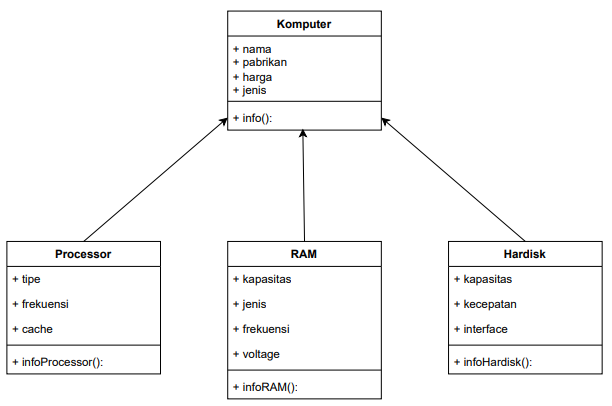 Komputer
+ nama
+ pabrikan
+ harga
+ jenis
+ info():
Processor
+ tipe
+ frekuensi
+ cache
+ infoProcessor():
RAM
+ kapasitas
+ jenis
+ frekuensi
+ voltage
+ infoRAM():
Hardisk
+ kapasitas
+ kecepatan
+ interface
+ infoHardisk():